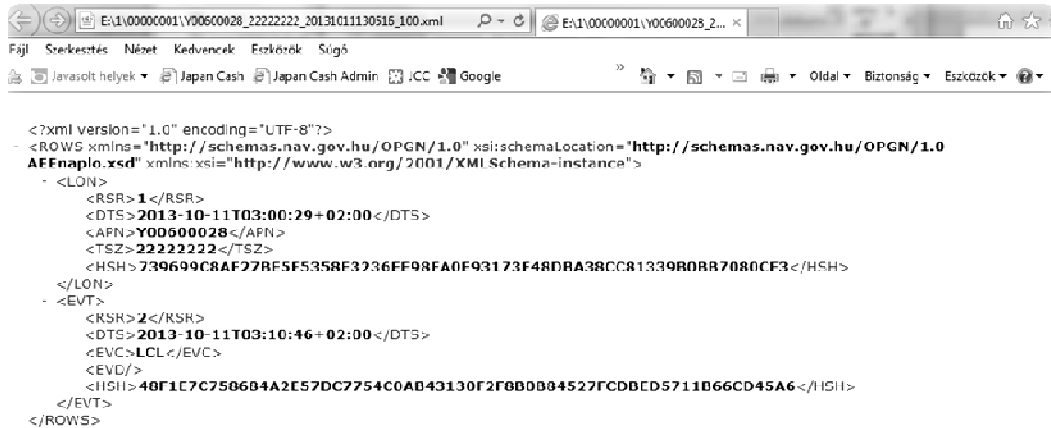 E:\1\00000001\Y00600028_22222222_20131011130516_100.xml
E:\1\00000001\Y00600028_2... ×
Fájl Szerkesztés Nézet Kedvencek Eszközök Súgó
Javasolt helyek Japan Cash Japan Cash Admin JCC Google » Oldal Biztonság Eszközök
<?xml version="1.0" encoding="UTF-8"?>
- <ROWS xmlns="http://schemas.nav.gov.hu/OPGN/1.0" xsi:schemaLocation="http://schemas.nav.gov.hu/OPGN/1.0
AEEnaplo.xsd" xmlns:xsi="http://www.w3.org/2001/XMLSchema-instance">
- <LON>
<RSR>1</RSR>
<DTS>2013-10-11T03:00:29+02:00</DTS>
<APN>Y00600028</APN>
<TSZ>22222222</TSZ>
<HSH></HSH>
</LON>
- <EVT>
<RSR>2</RSR>
<DTS>2013-10-11T03:10:46+02:00</DTS>
<EVC>LCL</EVC>
<EVD/>
<HSH></HSH>
</EVT>
</ROWS>